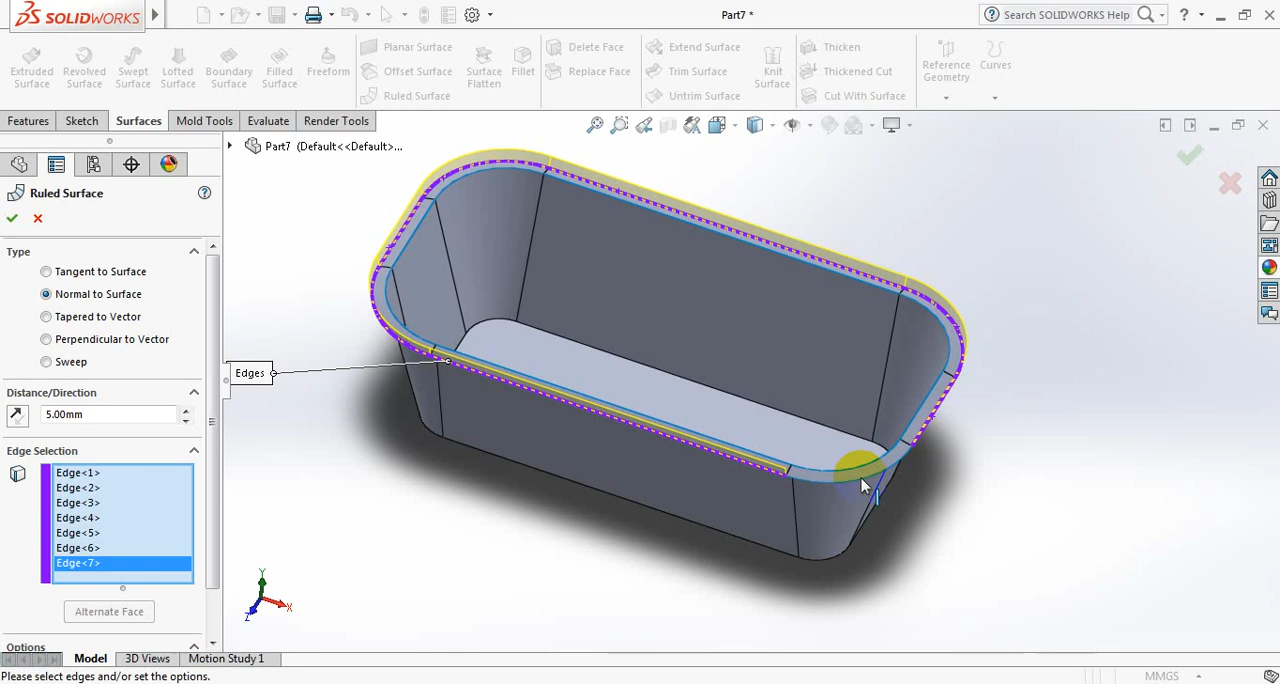 SOLIDWORKS
Part7 *
Search SOLIDWORKS Help
?
Extruded Surface
Revolved Surface
Swept Surface
Lofted Surface
Boundary Surface
Filled Surface
Freeform
Planar Surface
Offset Surface
Ruled Surface
Surface Flatten
Fillet
Delete Face
Replace Face
Extend Surface
Trim Surface
Untrim Surface
Knit Surface
Thicken
Thickened Cut
Cut With Surface
Reference Geometry
Curves
Features
Sketch
Surfaces
Mold Tools
Evaluate
Render Tools
Part7 (Default<<Default>...
Ruled Surface
?
Type
Tangent to Surface
Normal to Surface
Tapered to Vector
Perpendicular to Vector
Sweep
Distance/Direction
5.00mm
Edge Selection
Edge<1>
Edge<2>
Edge<3>
Edge<4>
Edge<5>
Edge<6>
Edge<7>
Alternate Face
Options
Edges
Y
X
Z
Model
3D Views
Motion Study 1
Please select edges and/or set the options.
MMGS